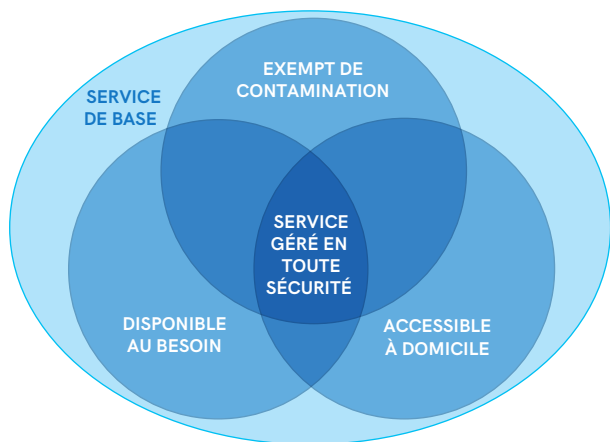 EXEMPT DE
CONTAMINATION
SERVICE
DE BASE
SERVICE
GÉRÉ EN
TOUTE
SÉCURITÉ
DISPONIBLE
AU BESOIN
ACCESSIBLE
À DOMICILE